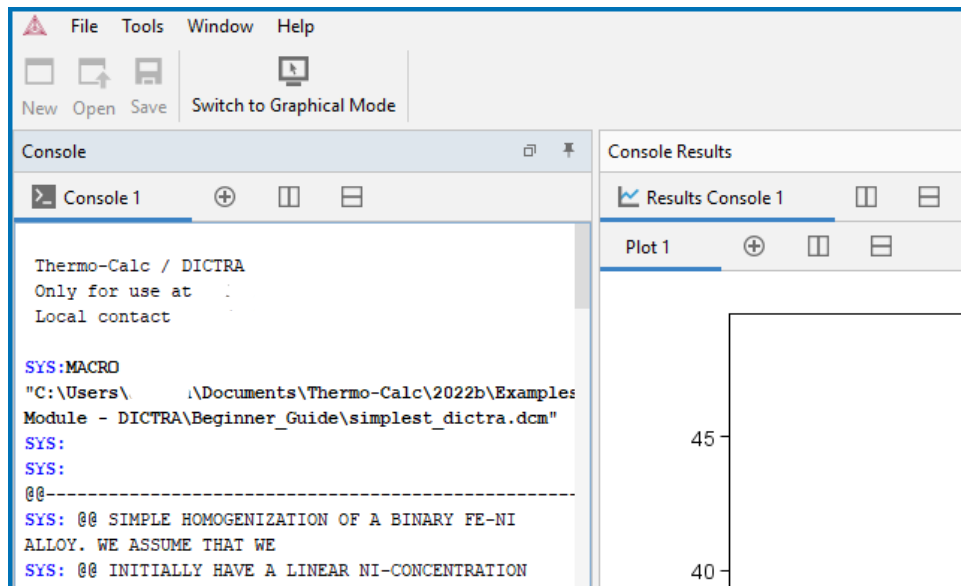 File Tools Window Help
New Open Save Switch to Graphical Mode
Console
Console 1
Thermo-Calc / DICTRA
Only for use at
Local contact
SYS:MACRO
"C:\Users\ \Documents\Thermo-Calc\2022b\Examples
Module - DICTRA\Beginner_Guide\simplest_dictra.dcm"
SYS:
SYS:
@@---------------------------------------------------
SYS: @@ SIMPLE HOMOGENIZATION OF A BINARY FE-NI
ALLOY. WE ASSUME THAT WE
SYS: @@ INITIALLY HAVE A LINEAR NI-CONCENTRATION
Console Results
Results Console 1
Plot 1
45
40